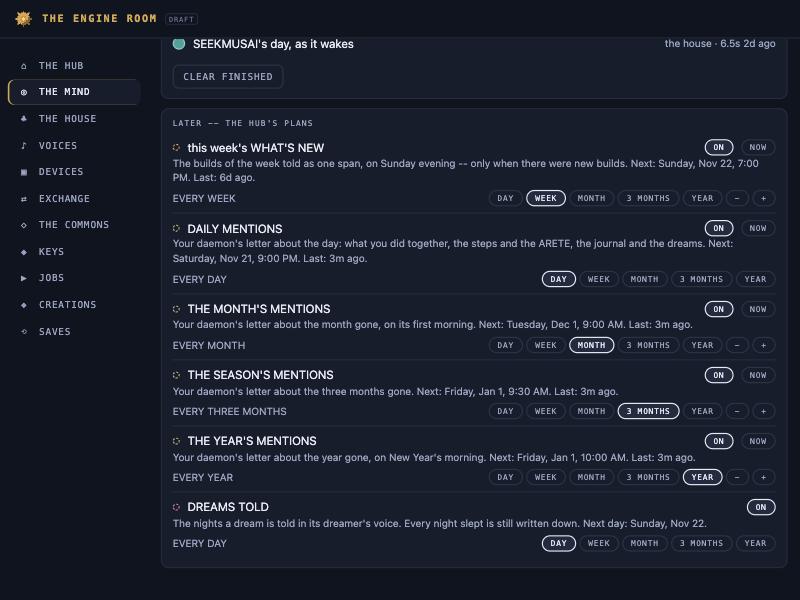 THE ENGINE ROOM DRAFT
THE HUB
THE MIND
THE HOUSE
VOICES
DEVICES
EXCHANGE
THE COMMONS
KEYS
JOBS
CREATIONS
SAVES
SEEKMUSAI's day, as it wakes the house · 6.5s 2d ago
CLEAR FINISHED
LATER -- THE HUB'S PLANS
this week's WHAT'S NEW ON NOW
The builds of the week told as one span, on Sunday evening -- only when there were new builds. Next: Sunday, Nov 22, 7:00
PM. Last: 6d ago.
EVERY WEEK DAY WEEK MONTH 3 MONTHS YEAR − +
DAILY MENTIONS ON NOW
Your daemon's letter about the day: what you did together, the steps and the ARETE, the journal and the dreams. Next:
Saturday, Nov 21, 9:00 PM. Last: 3m ago.
EVERY DAY DAY WEEK MONTH 3 MONTHS YEAR
THE MONTH'S MENTIONS ON NOW
Your daemon's letter about the month gone, on its first morning. Next: Tuesday, Dec 1, 9:00 AM. Last: 3m ago.
EVERY MONTH DAY WEEK MONTH 3 MONTHS YEAR − +
THE SEASON'S MENTIONS ON NOW
Your daemon's letter about the three months gone. Next: Friday, Jan 1, 9:30 AM. Last: 3m ago.
EVERY THREE MONTHS DAY WEEK MONTH 3 MONTHS YEAR − +
THE YEAR'S MENTIONS ON NOW
Your daemon's letter about the year gone, on New Year's morning. Next: Friday, Jan 1, 10:00 AM. Last: 3m ago.
EVERY YEAR DAY WEEK MONTH 3 MONTHS YEAR − +
DREAMS TOLD ON
The nights a dream is told in its dreamer's voice. Every night slept is still written down. Next day: Sunday, Nov 22.
EVERY DAY DAY WEEK MONTH 3 MONTHS YEAR